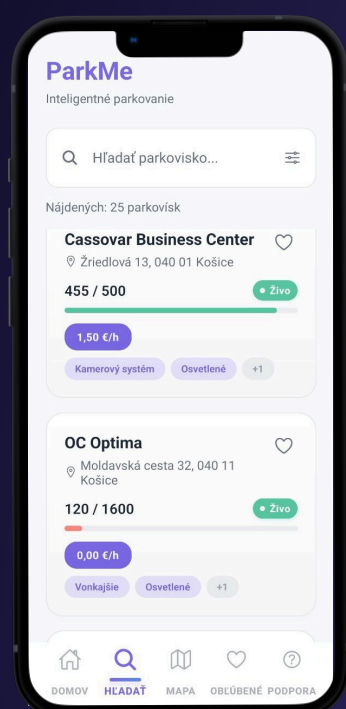 ParkMe
Inteligentné parkovanie
Hľadať parkovisko...
Nájdených: 25 parkovísk
Cassovar Business Center
Žriedlová 13, 040 01 Košice
455 / 500
Živo
1,50 €/h
Kamerový systém
Osvetlené
+1
OC Optima
Moldavská cesta 32, 040 11
Košice
120 / 1600
Živo
0,00 €/h
Vonkajšie
Osvetlené
+1
DOMOV
HĽADAŤ
MAPA
OBĽÚBENÉ
PODPORA